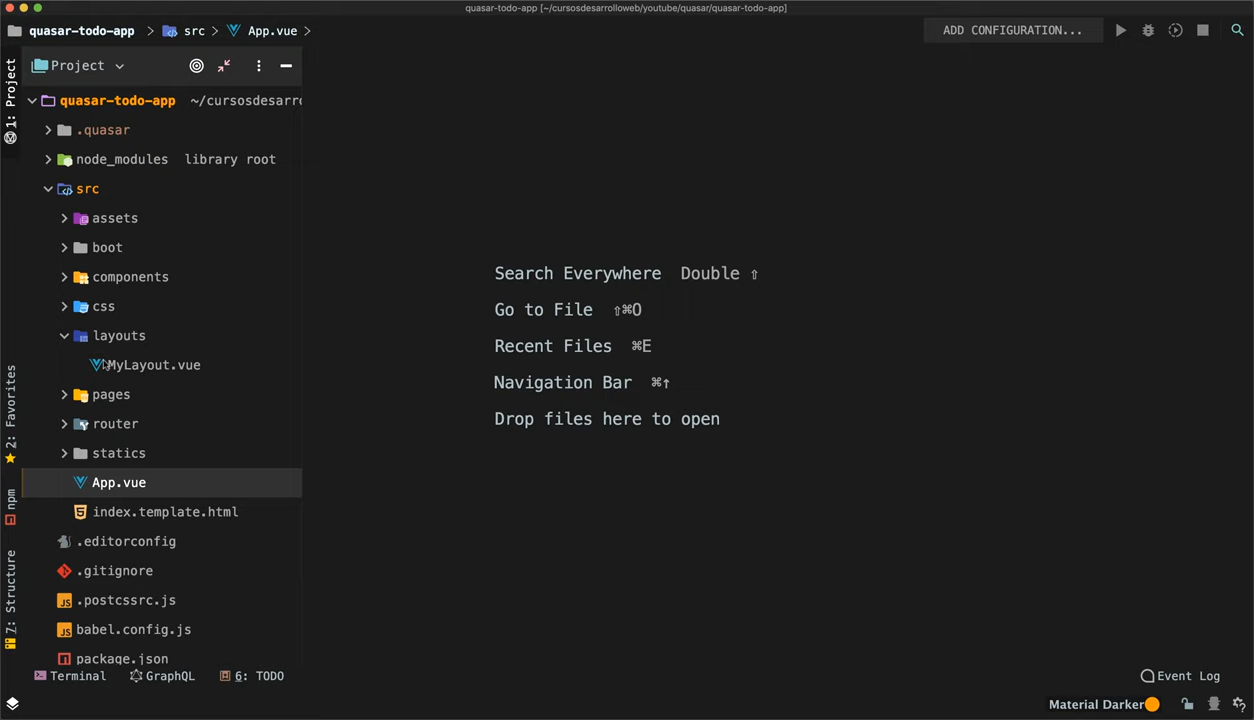 quasar-todo-app [~/cursosdesarrolloweb/youtube/quasar/quasar-todo-app]
quasar-todo-app > src > App.vue >
ADD CONFIGURATION...
Project
quasar-todo-app ~/cursosdesarro
.quasar
node_modules library root
src
assets
boot
components
css
layouts
MyLayout.vue
pages
router
statics
App.vue
index.template.html
.editorconfig
.gitignore
.postcssrc.js
babel.config.js
package.json
1: Project
2: Favorites
npm
7: Structure
Search Everywhere Double ⇧
Go to File ⇧⌘O
Recent Files ⌘E
Navigation Bar ⌘↑
Drop files here to open
Terminal
GraphQL
6: TODO
Event Log
Material Darker